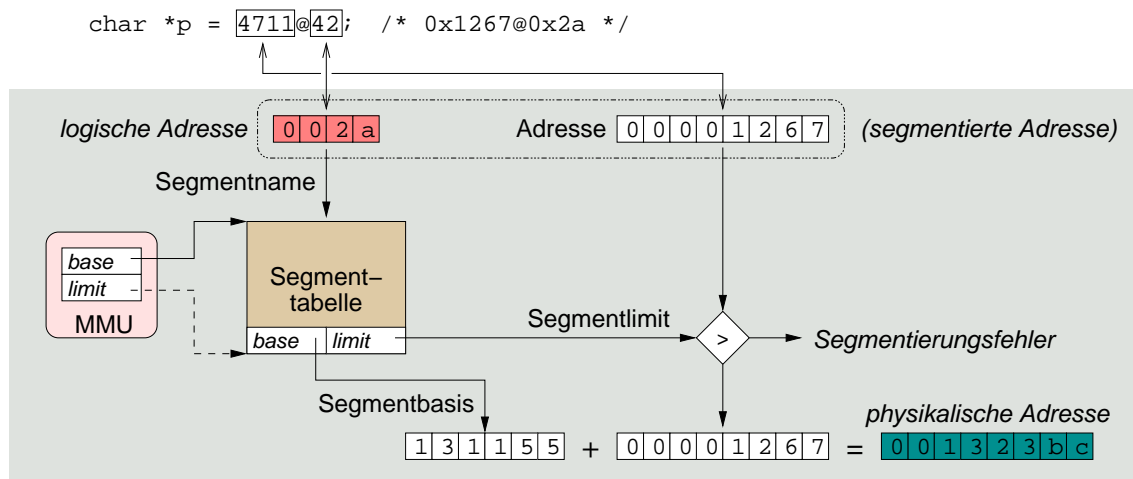 char *p = 4711@42; /* 0x1267@0x2a */
logische Adresse 0 0 2 a Adresse 0 0 0 0 1 2 6 7 (segmentierte Adresse)
Segmentname
base
limit
MMU
Segment–
tabelle
base limit
Segmentlimit
>
Segmentierungsfehler
Segmentbasis
physikalische Adresse
1 3 1 1 5 5 + 0 0 0 0 1 2 6 7 = 0 0 1 3 2 3 b c